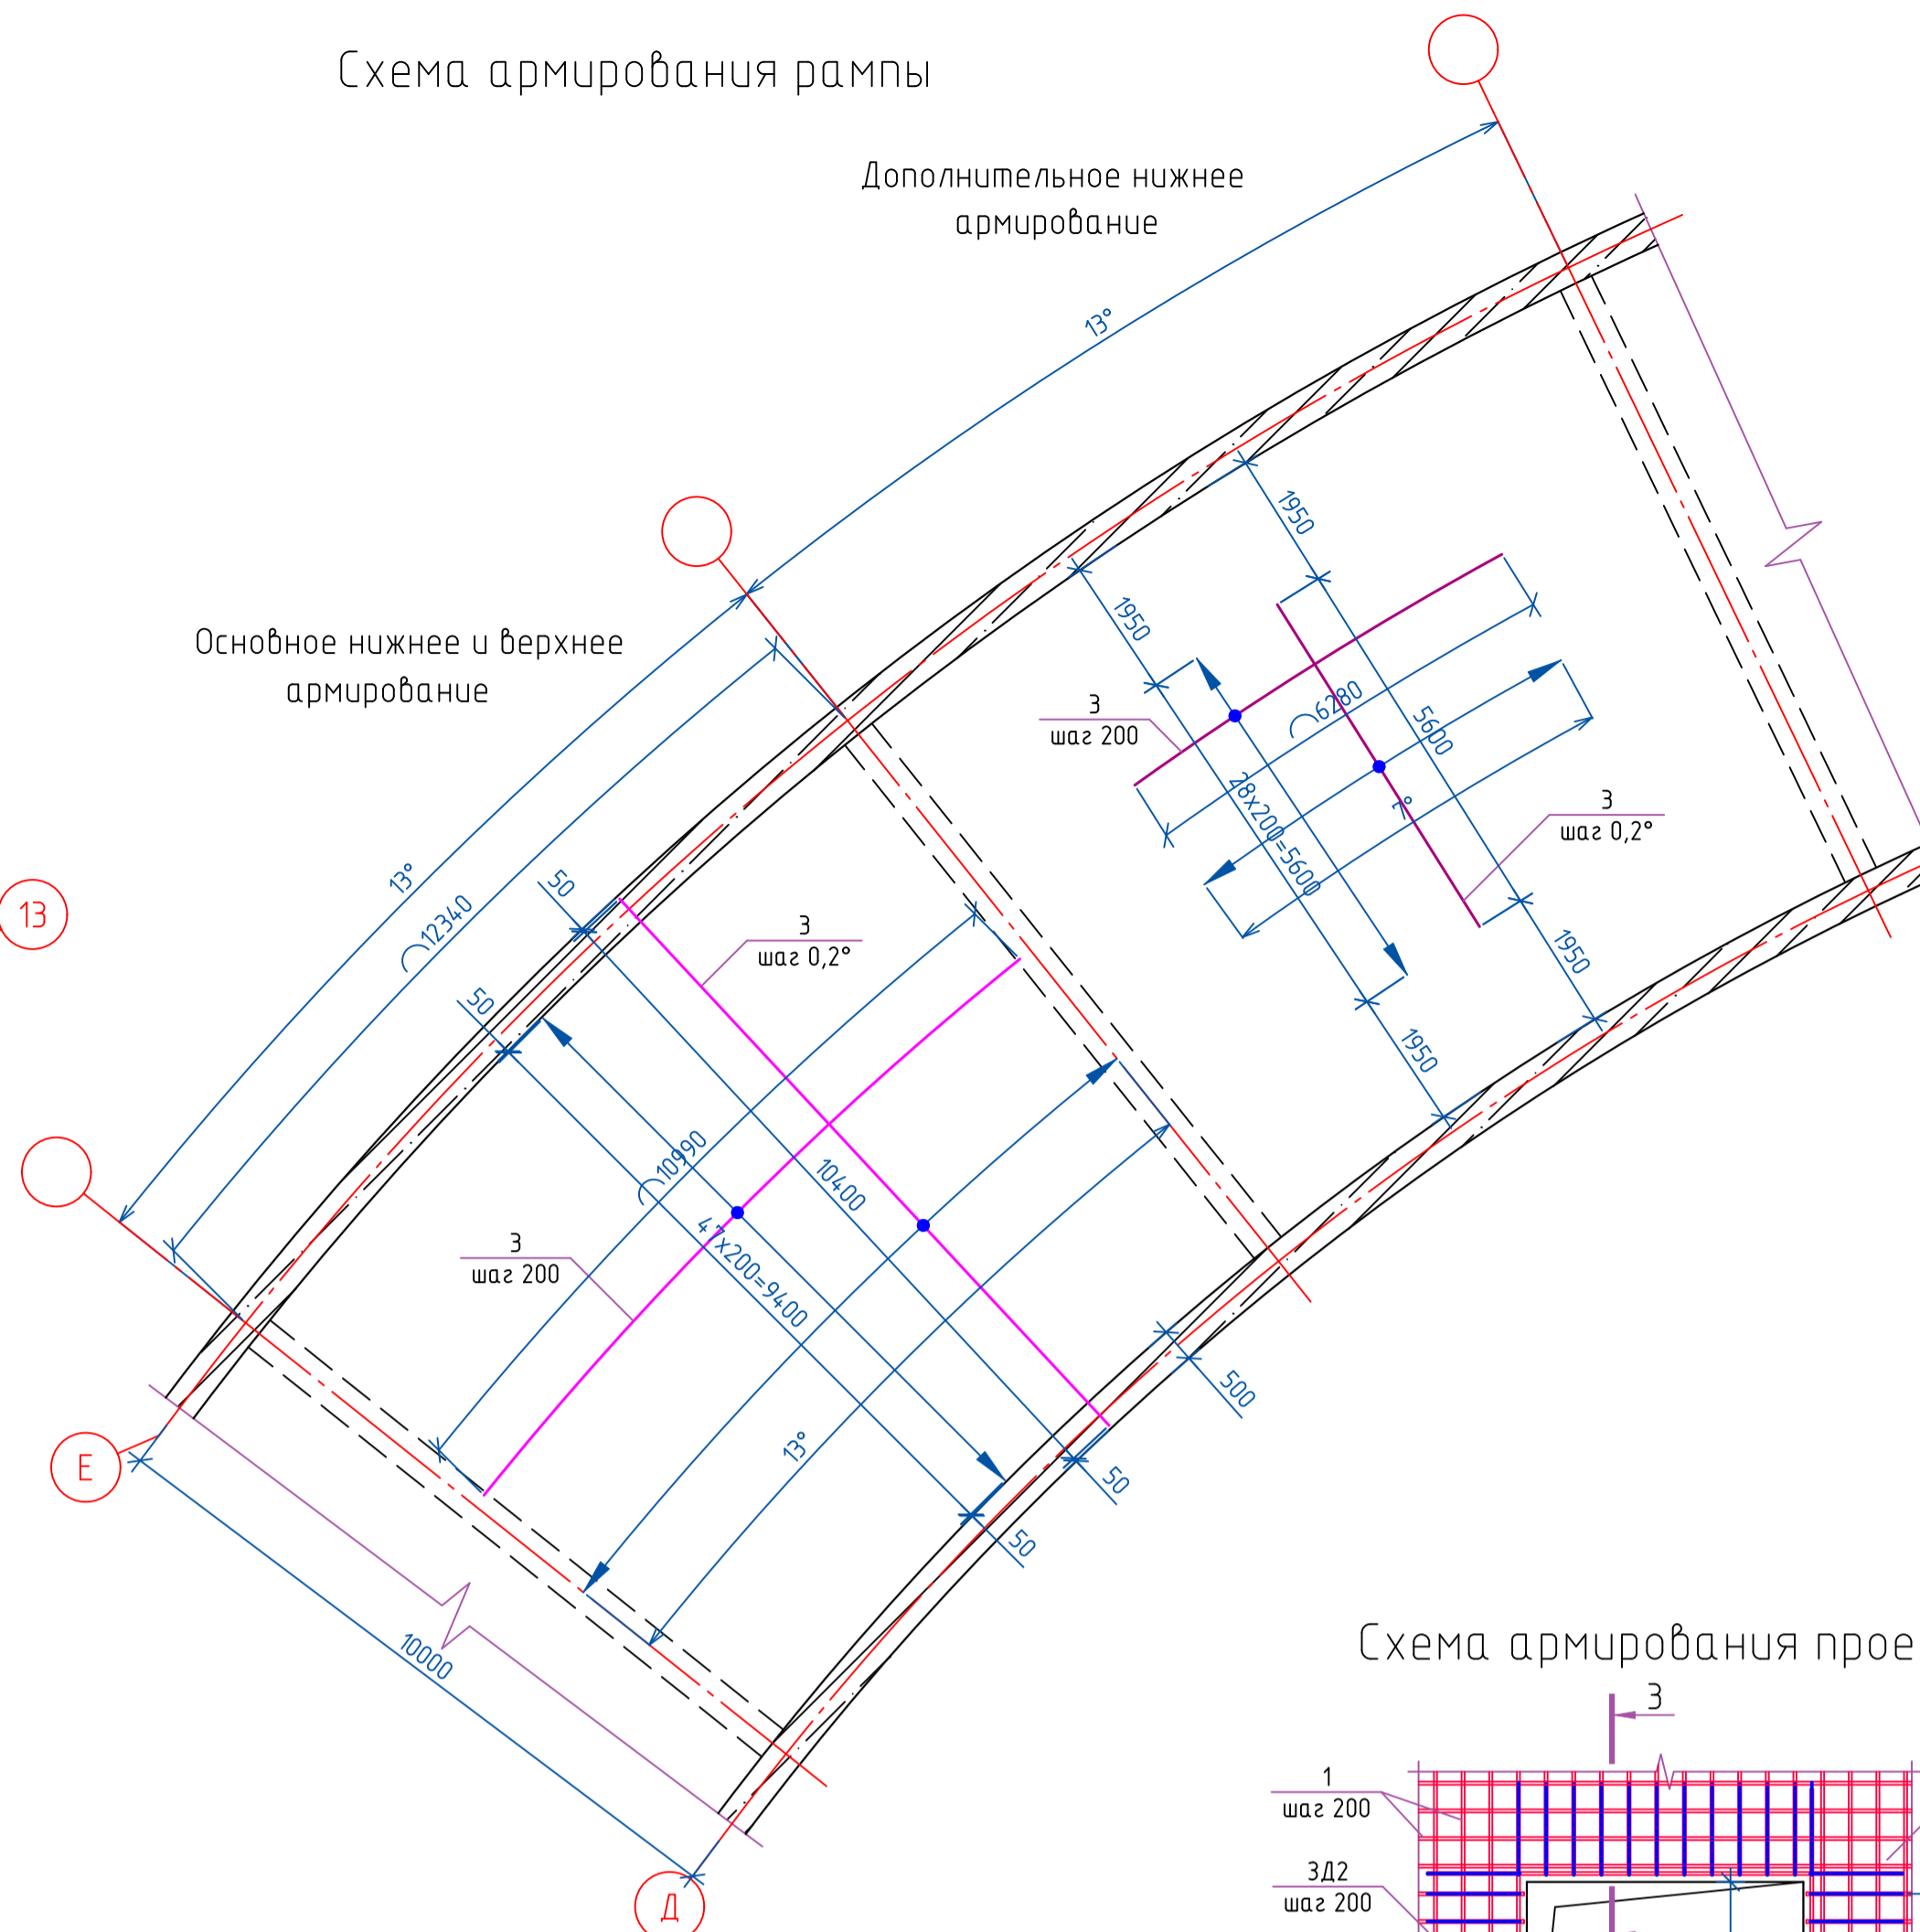 Схема армирования рампы
Дополнительное нижнее
армирование
13°
Основное нижнее и верхнее
армирование
1950
1950
3
шаг 200
6280
5600
28х200=5600
7°
3
шаг 0,2°
1950
1950
13°
12340
13
50
50
3
шаг 0,2°
10990
10400
47х200=9400
3
шаг 200
13°
500
50
50
Е
10000
Д
Схема армирования прое
3
1
шаг 200
ЗД2
шаг 200